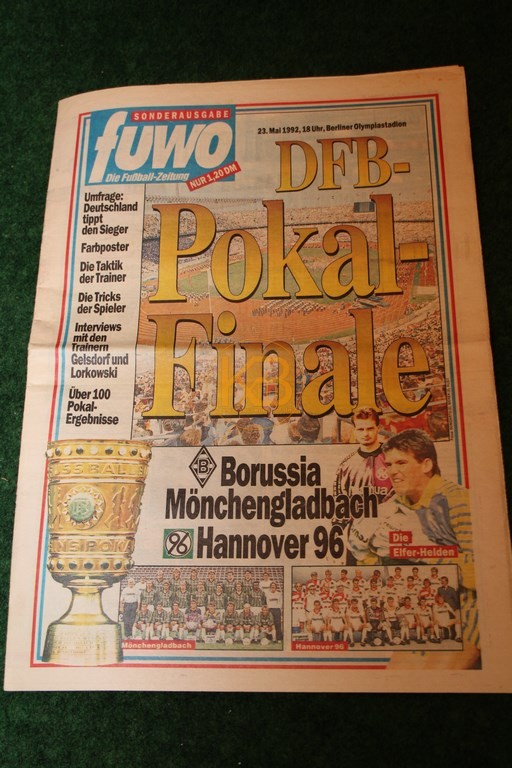 SONDERAUSGABE
fuwo
Die Fußball-Zeitung
NUR 1,20 DM
23. Mai 1992, 18 Uhr, Berliner Olympiastadion
DFB-
Pokal-
Finale
Umfrage:
Deutschland
tippt
den Sieger
Farbposter
Die Taktik
der Trainer
Die Tricks
der Spieler
Interviews
mit den
Trainern
Gelsdorf und
Lorkowski
Über 100
Pokal-
Ergebnisse
Borussia
Mönchengladbach
96 Hannover 96
Die
Elfer-Helden
Mönchengladbach
Hannover 96